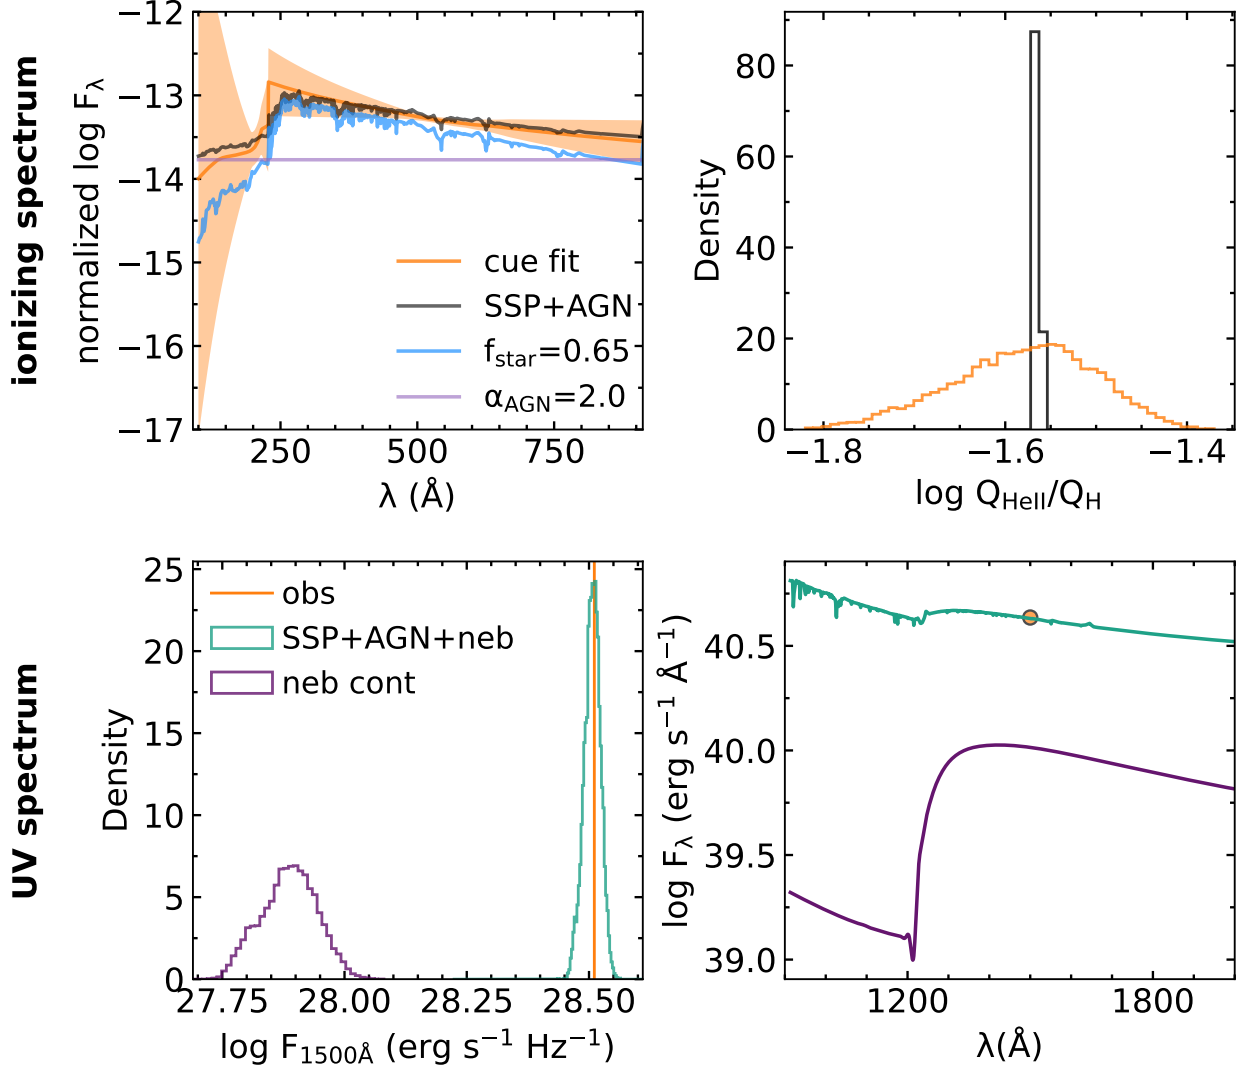 ionizing spectrum
normalized log F_λ
−12
−13
−14
−15
−16
−17
250
500
750
λ (Å)
cue fit
SSP+AGN
f_star=0.65
α_AGN=2.0
Density
80
60
40
20
0
−1.8
−1.6
−1.4
log Q_HeII/Q_H
UV spectrum
Density
25
20
15
10
5
0
27.75
28.00
28.25
28.50
log F_1500Å (erg s⁻¹ Hz⁻¹)
obs
SSP+AGN+neb
neb cont
log F_λ (erg s⁻¹ Å⁻¹)
40.5
40.0
39.5
39.0
1200
1800
λ(Å)